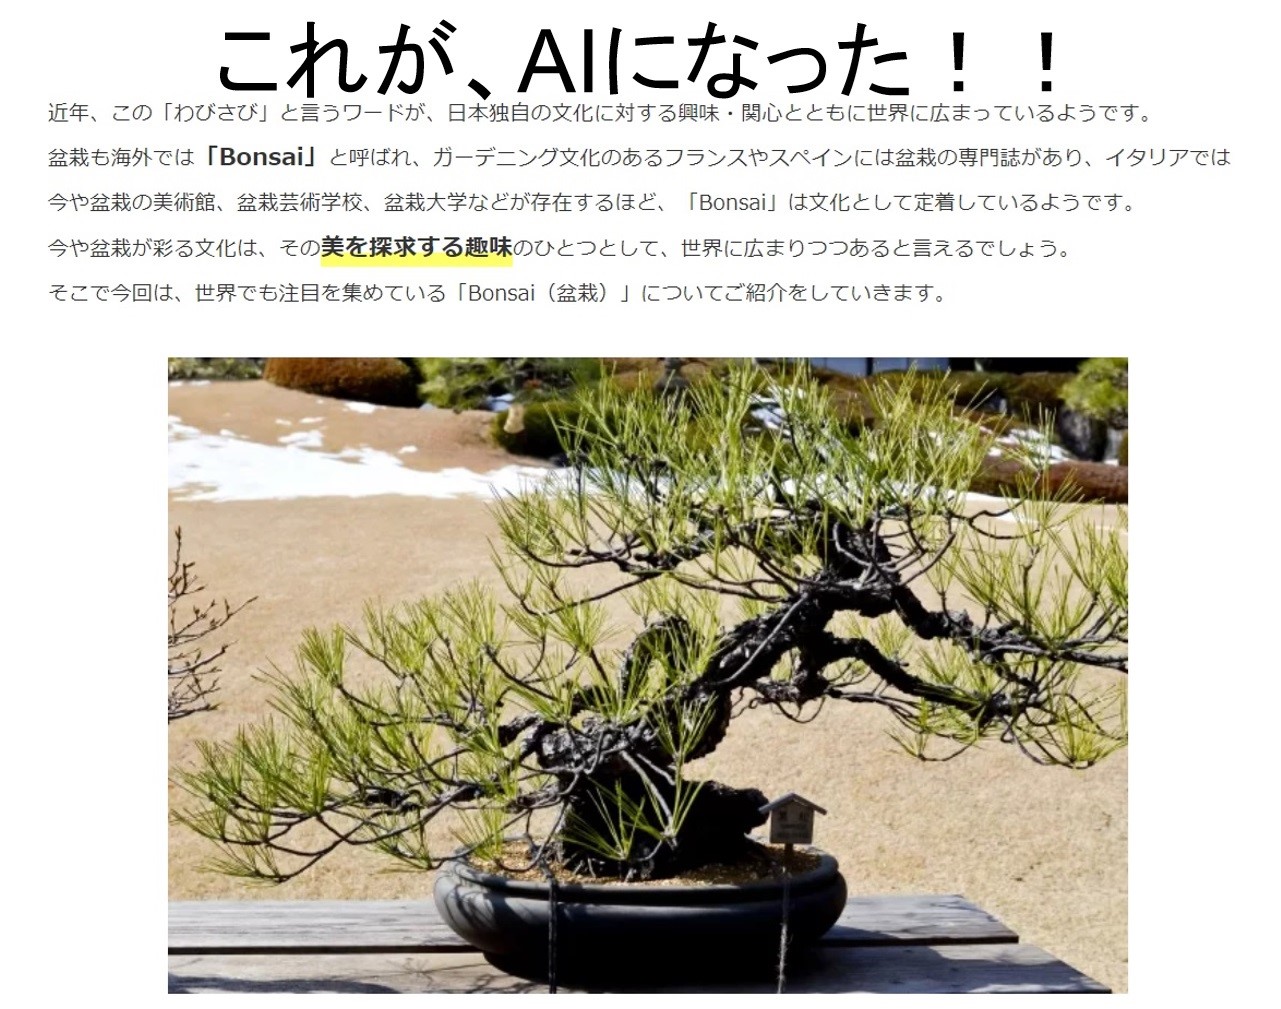 これが、AIになった！！
近年、この「わびさび」と言うワードが、日本独自の文化に対する興味・関心とともに世界に広まっているようです。
盆栽も海外では「Bonsai」と呼ばれ、ガーデニング文化のあるフランスやスペインには盆栽の専門誌があり、イタリアでは
今や盆栽の美術館、盆栽芸術学校、盆栽大学などが存在するほど、「Bonsai」は文化として定着しているようです。
今や盆栽が彩る文化は、その美を探求する趣味のひとつとして、世界に広まりつつあると言えるでしょう。
そこで今回は、世界でも注目を集めている「Bonsai（盆栽）」についてご紹介をしていきます。